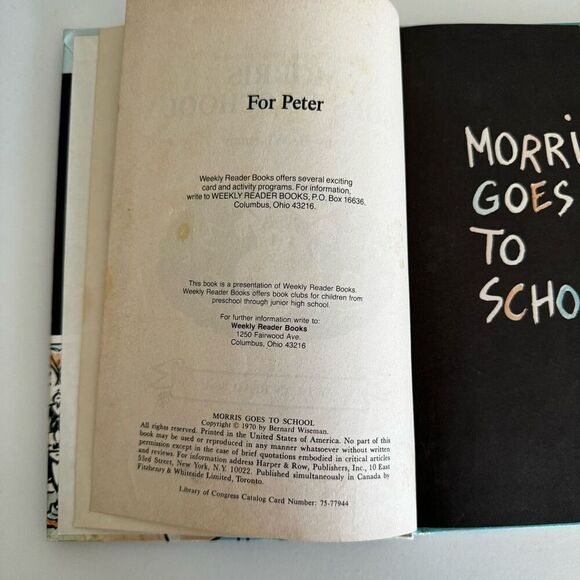 For Peter
Weekly Reader Books offers several exciting
card and activity programs. For information,
write to WEEKLY READER BOOKS, P.O. Box 16636,
Columbus, Ohio 43216.
This book is a presentation of Weekly Reader Books.
Weekly Reader Books offers book clubs for children from
preschool through junior high school.
For further information write to:
Weekly Reader Books
1250 Fairwood Ave.
Columbus, Ohio 43216
MORRIS GOES TO SCHOOL
Copyright © 1970 by Bernard Wiseman.
All rights reserved. Printed in the United States of America. No part of this
book may be used or reproduced in any manner whatsoever without written
permission except in the case of brief quotations embodied in critical articles
and reviews. For information address Harper & Row, Publishers, Inc., 10 East
53rd Street, New York, N.Y. 10022. Published simultaneously in Canada by
Fitzhenry & Whiteside Limited, Toronto.
Library of Congress Catalog Card Number: 75-77944
MORRI
GOES
TO
SCHO